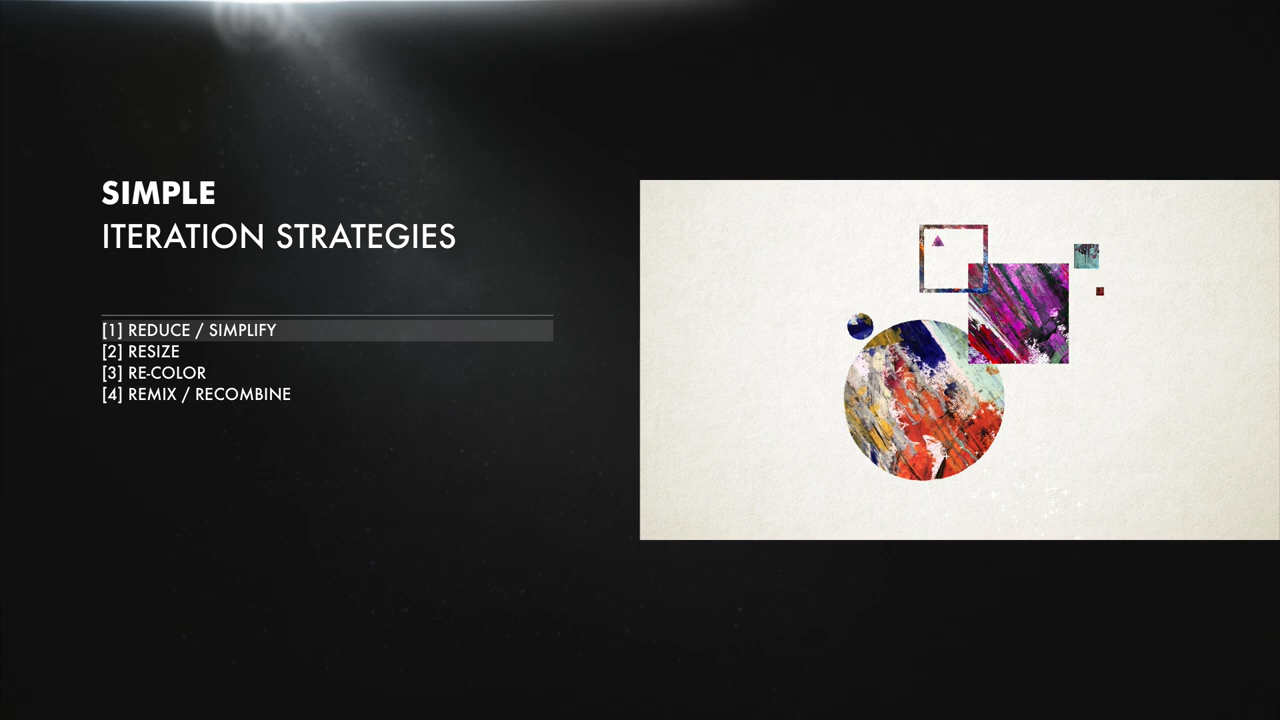 SIMPLE
ITERATION STRATEGIES
[1] REDUCE / SIMPLIFY
[2] RESIZE
[3] RE-COLOR
[4] REMIX / RECOMBINE